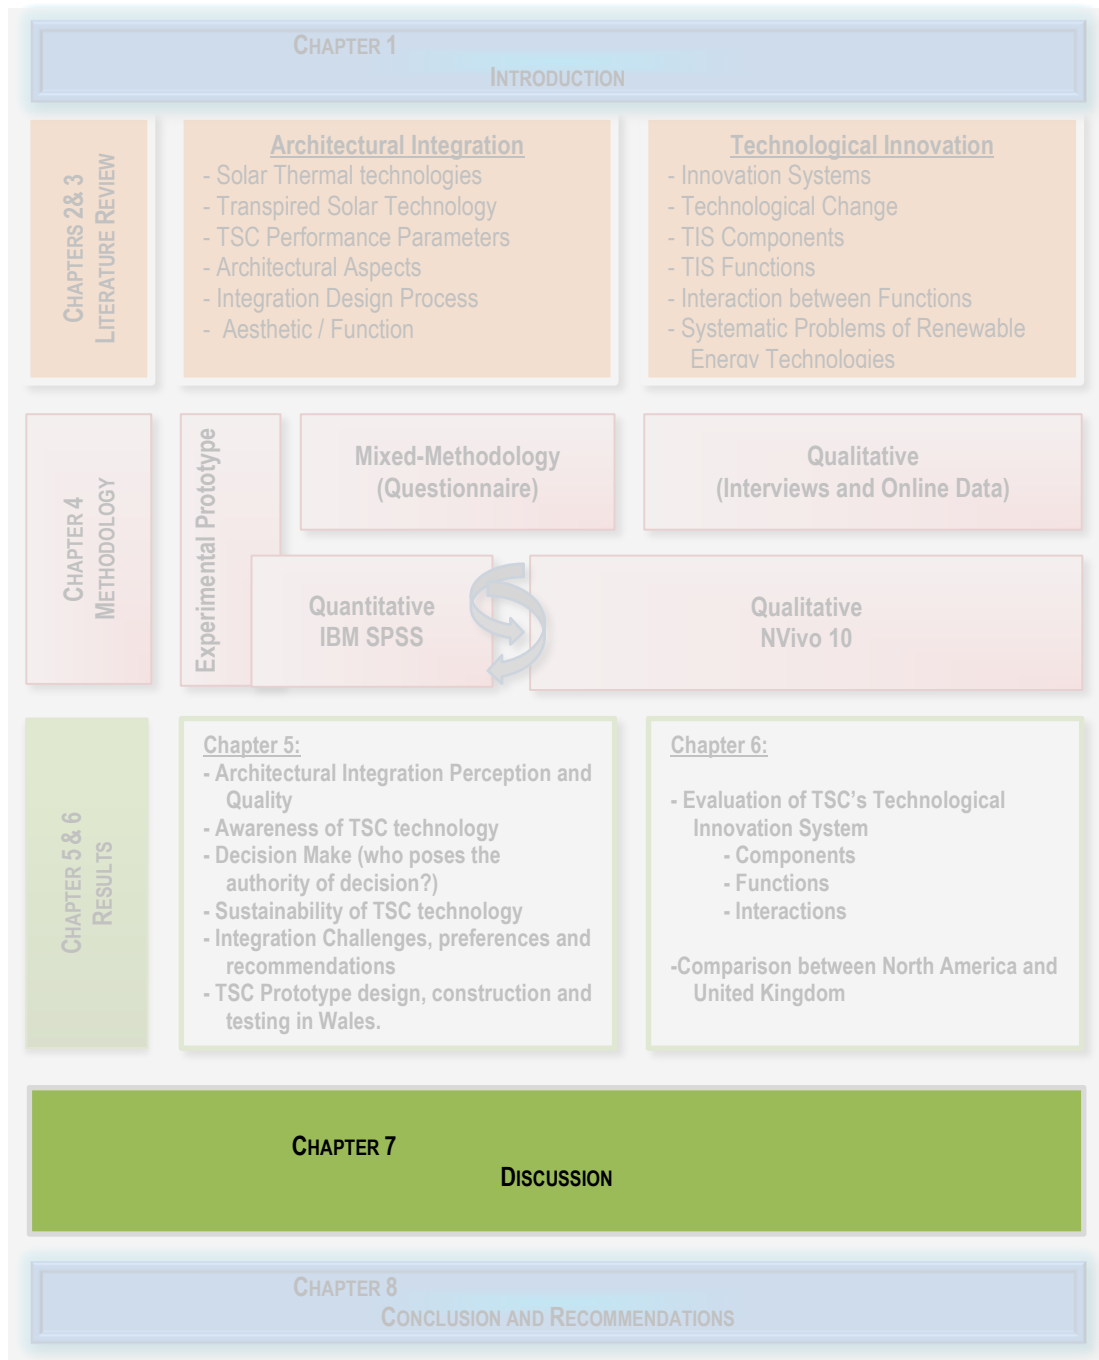 CHAPTER 1
INTRODUCTION
CHAPTERS 2& 3
LITERATURE REVIEW
Architectural Integration
- Solar Thermal technologies
- Transpired Solar Technology
- TSC Performance Parameters
- Architectural Aspects
- Integration Design Process
- Aesthetic / Function
Technological Innovation
- Innovation Systems
- Technological Change
- TIS Components
- TIS Functions
- Interaction between Functions
- Systematic Problems of Renewable
Energy Technologies
CHAPTER 4
METHODOLOGY
Experimental Prototype
Mixed-Methodology
(Questionnaire)
Qualitative
(Interviews and Online Data)
Quantitative
IBM SPSS
Qualitative
NVivo 10
CHAPTER 5 & 6
RESULTS
Chapter 5:
- Architectural Integration Perception and
Quality
- Awareness of TSC technology
- Decision Make (who poses the
authority of decision?)
- Sustainability of TSC technology
- Integration Challenges, preferences and
recommendations
- TSC Prototype design, construction and
testing in Wales.
Chapter 6:
- Evaluation of TSC's Technological
Innovation System
- Components
- Functions
- Interactions
-Comparison between North America and
United Kingdom
CHAPTER 7
DISCUSSION
CHAPTER 8
CONCLUSION AND RECOMMENDATIONS